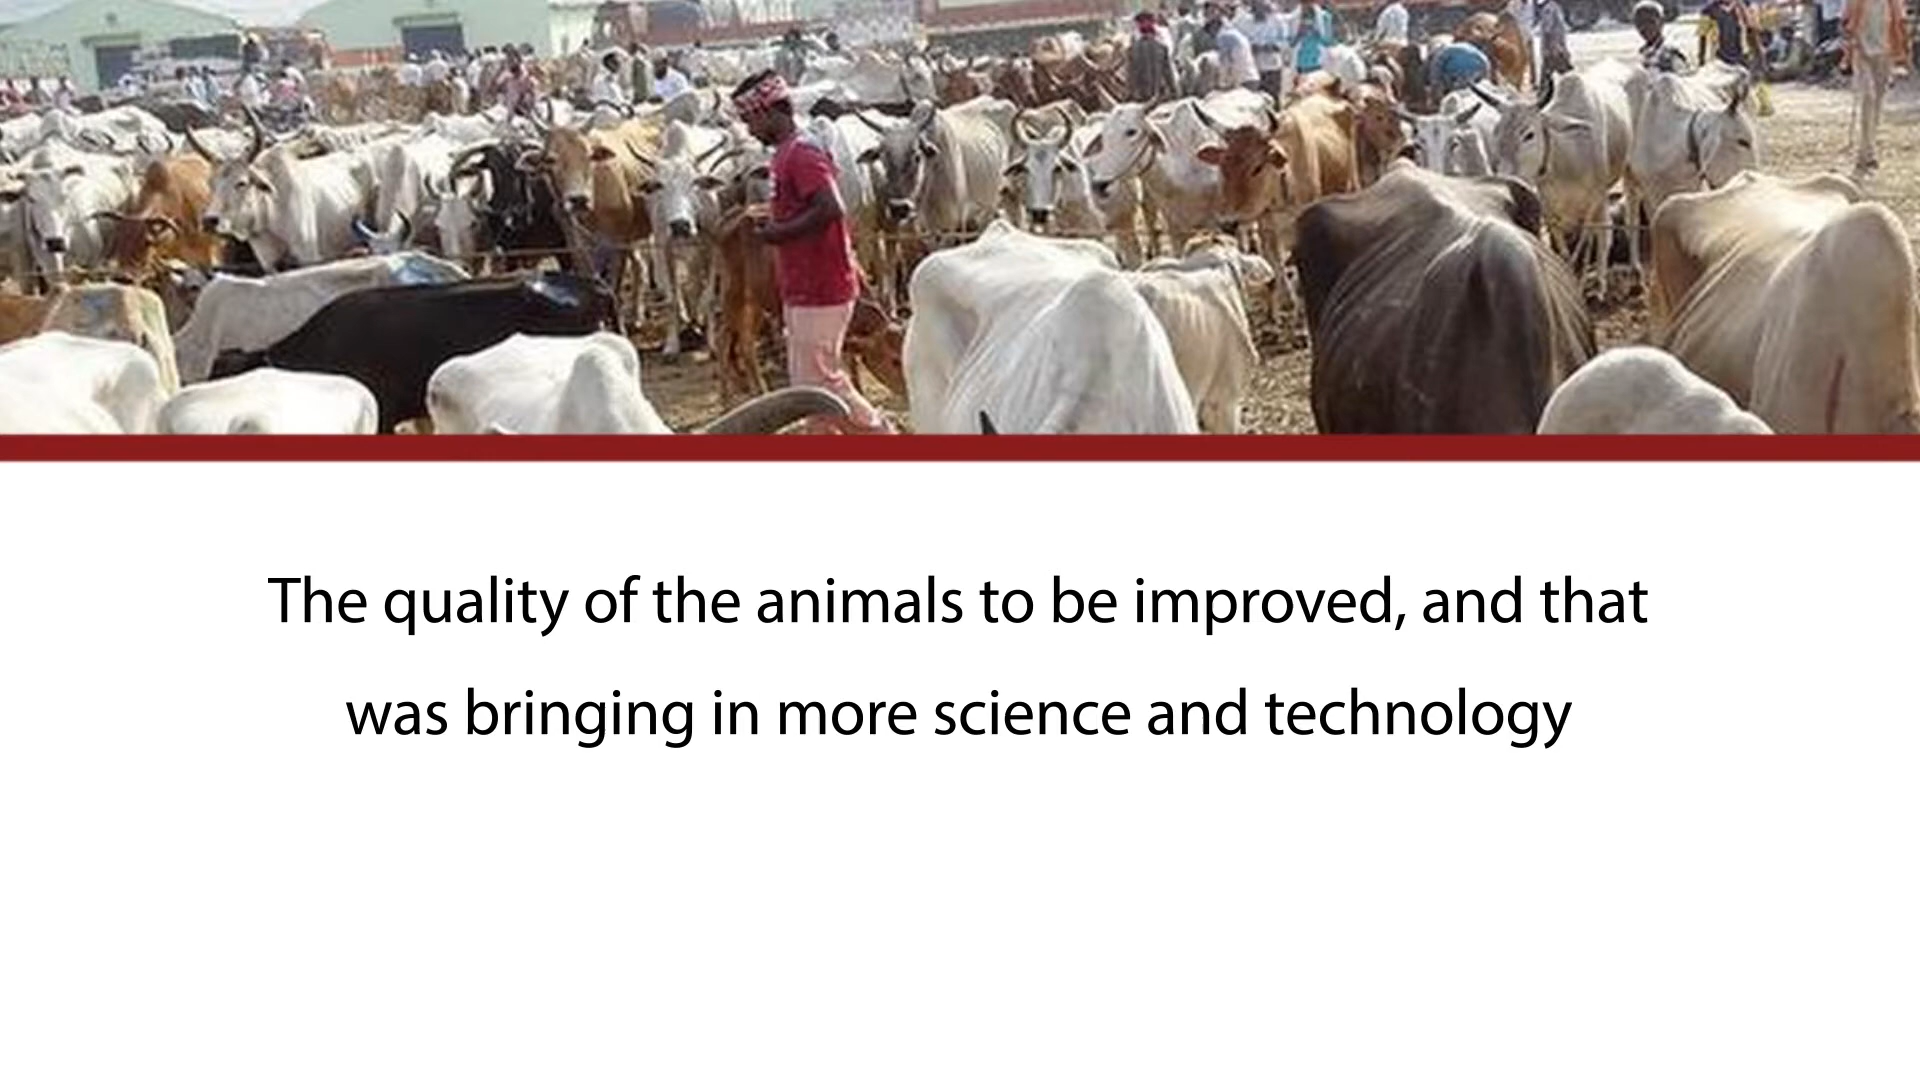 The quality of the animals to be improved, and that
was bringing in more science and technology